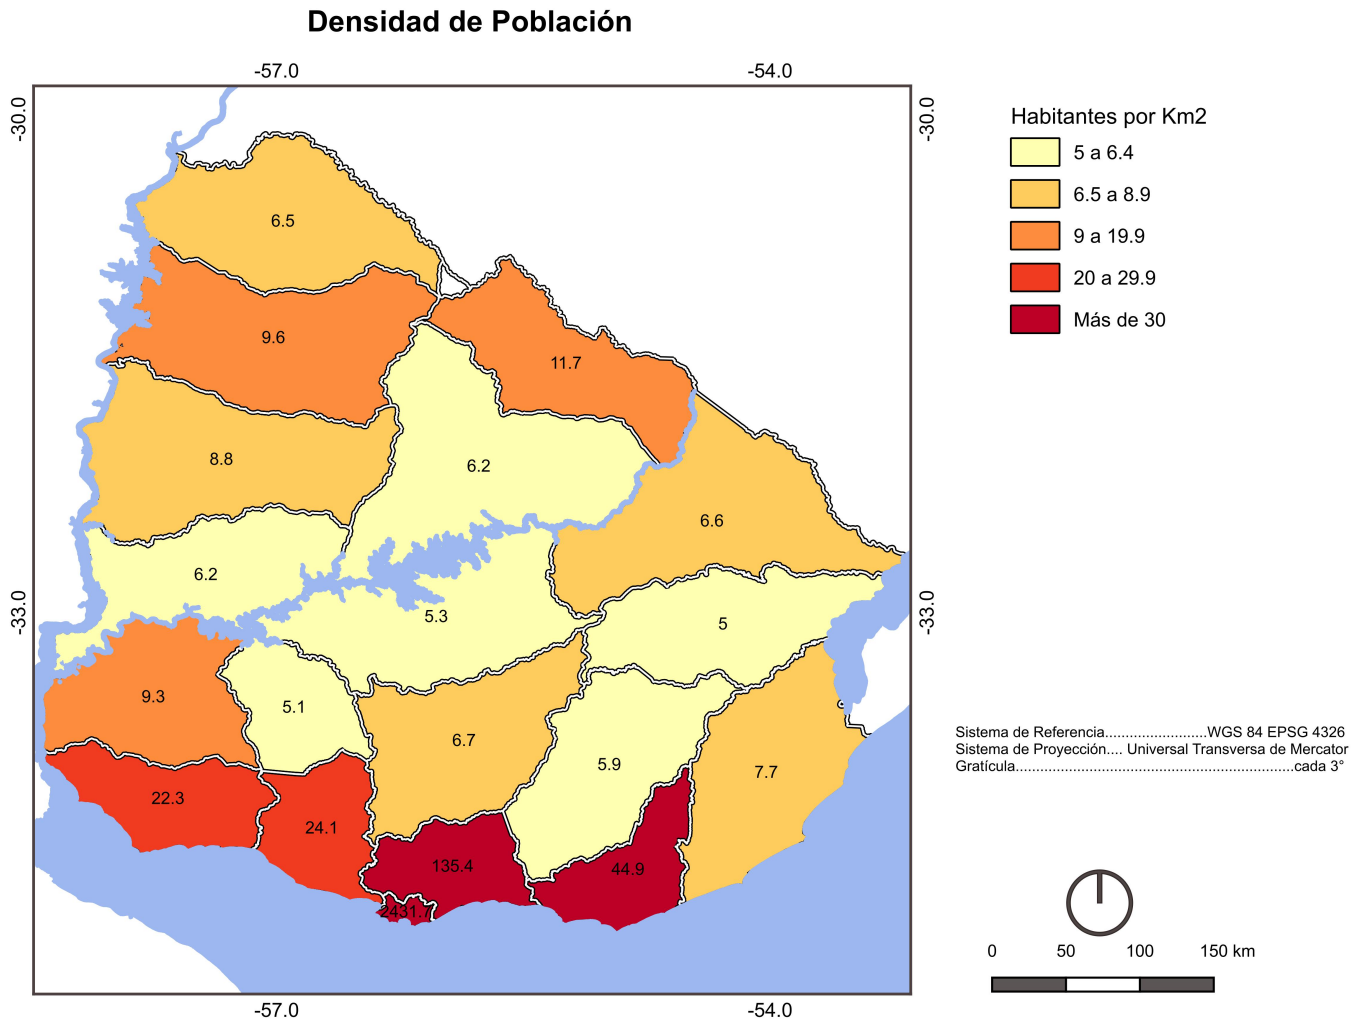 Densidad de Población
-57.0 -54.0
-30.0 -30.0
Habitantes por Km2
5 a 6.4
6.5 a 8.9
9 a 19.9
20 a 29.9
Más de 30
6.5
9.6
11.7
8.8
6.2
6.6
6.2
5.3
5
-33.0 -33.0
9.3
5.1
6.7
5.9
7.7
22.3
24.1
135.4
44.9
2431.7
Sistema de Referencia.........................WGS 84 EPSG 4326
Sistema de Proyección.... Universal Transversa de Mercator
Gratícula....................................................................cada 3°
0 50 100 150 km
-57.0 -54.0